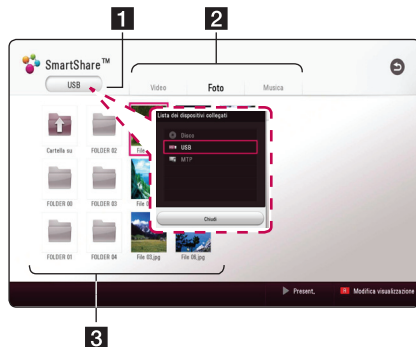 1
2
SmartShare™
USB
Video
Foto
Musica
Lista dei dispositivi collegati
Disco
USB
MTP
Chiudi
Cartella su
FOLDER 02
FOLDER 00
FOLDER 03
FOLDER 01
FOLDER 04
File 03.jpg
File 06.jpg
Present.
R Modifica visualizzazione
3